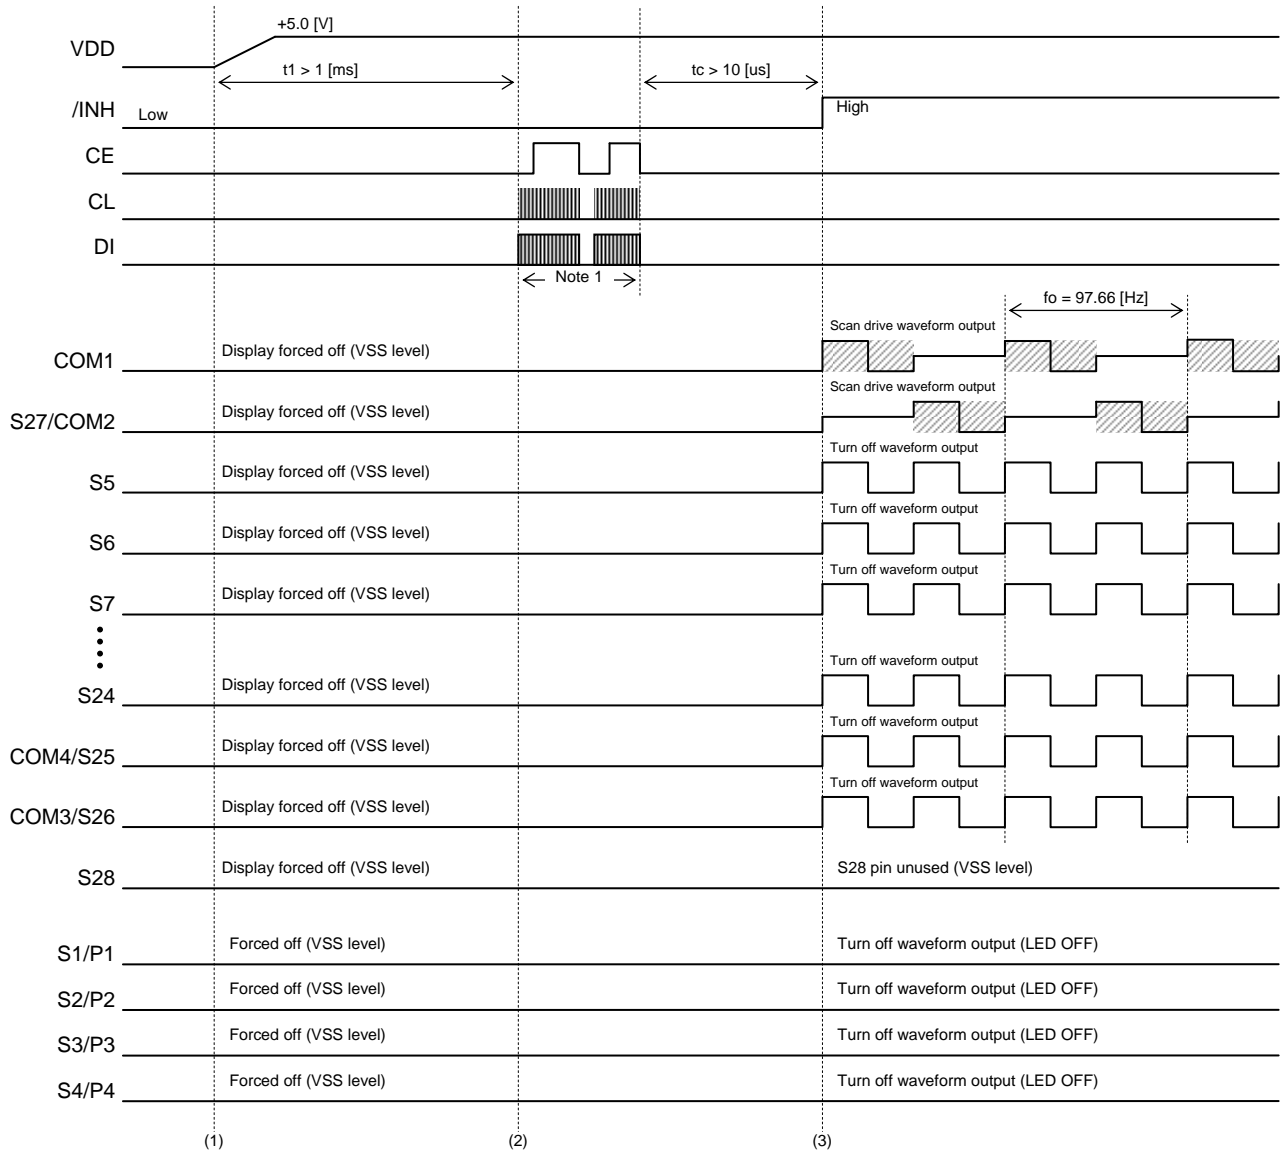 +5.0 [V]
VDD
t1 > 1 [ms]
tc > 10 [us]
/INH
Low
High
CE
CL
DI
Note 1
fo = 97.66 [Hz]
Scan drive waveform output
COM1
Display forced off (VSS level)
Scan drive waveform output
S27/COM2
Display forced off (VSS level)
Turn off waveform output
S5
Display forced off (VSS level)
Turn off waveform output
S6
Display forced off (VSS level)
Turn off waveform output
S7
Display forced off (VSS level)
Turn off waveform output
S24
Display forced off (VSS level)
Turn off waveform output
COM4/S25
Display forced off (VSS level)
Turn off waveform output
COM3/S26
Display forced off (VSS level)
S28
Display forced off (VSS level)
S28 pin unused (VSS level)
S1/P1
Forced off (VSS level)
Turn off waveform output (LED OFF)
S2/P2
Forced off (VSS level)
Turn off waveform output (LED OFF)
S3/P3
Forced off (VSS level)
Turn off waveform output (LED OFF)
S4/P4
Forced off (VSS level)
Turn off waveform output (LED OFF)
(1)
(2)
(3)